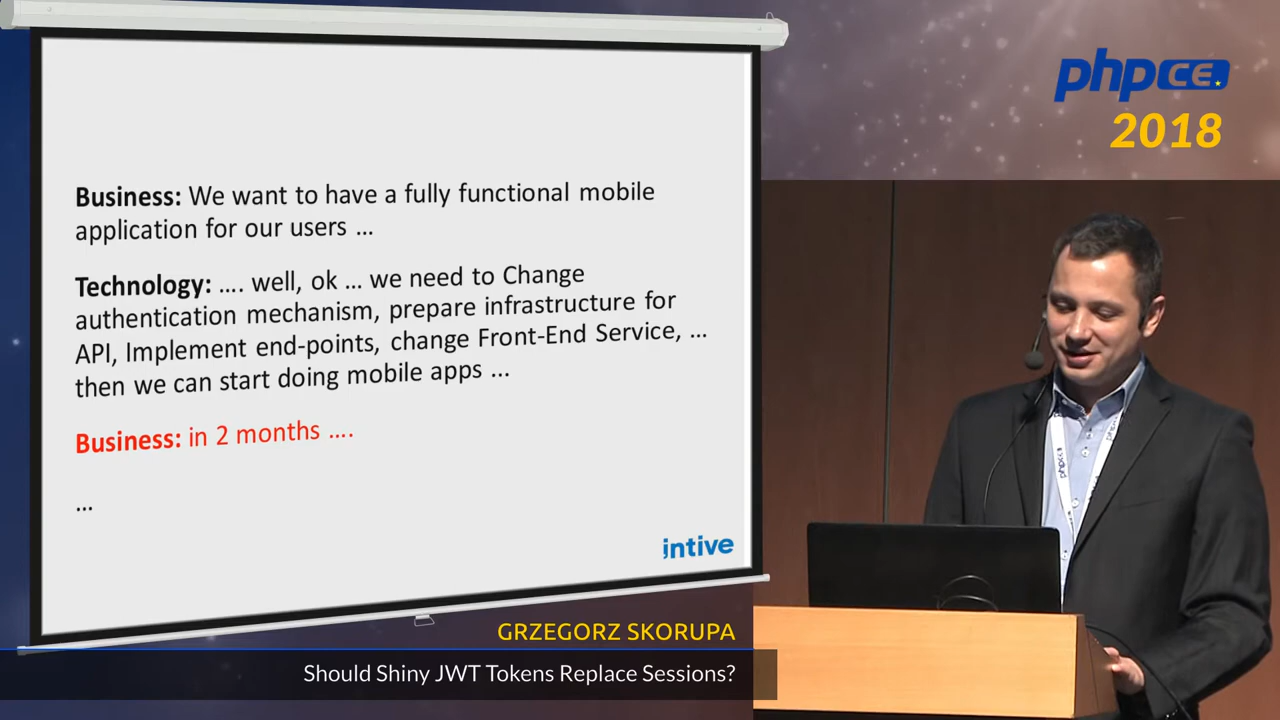 Business: We want to have a fully functional mobile
application for our users ...
Technology: .... well, ok ... we need to Change
authentication mechanism, prepare infrastructure for
API, Implement end-points, change Front-End Service, ...
then we can start doing mobile apps ...
Business: in 2 months ....
...
intive
phpce
2018
phpce
GRZEGORZ SKORUPA
Should Shiny JWT Tokens Replace Sessions?